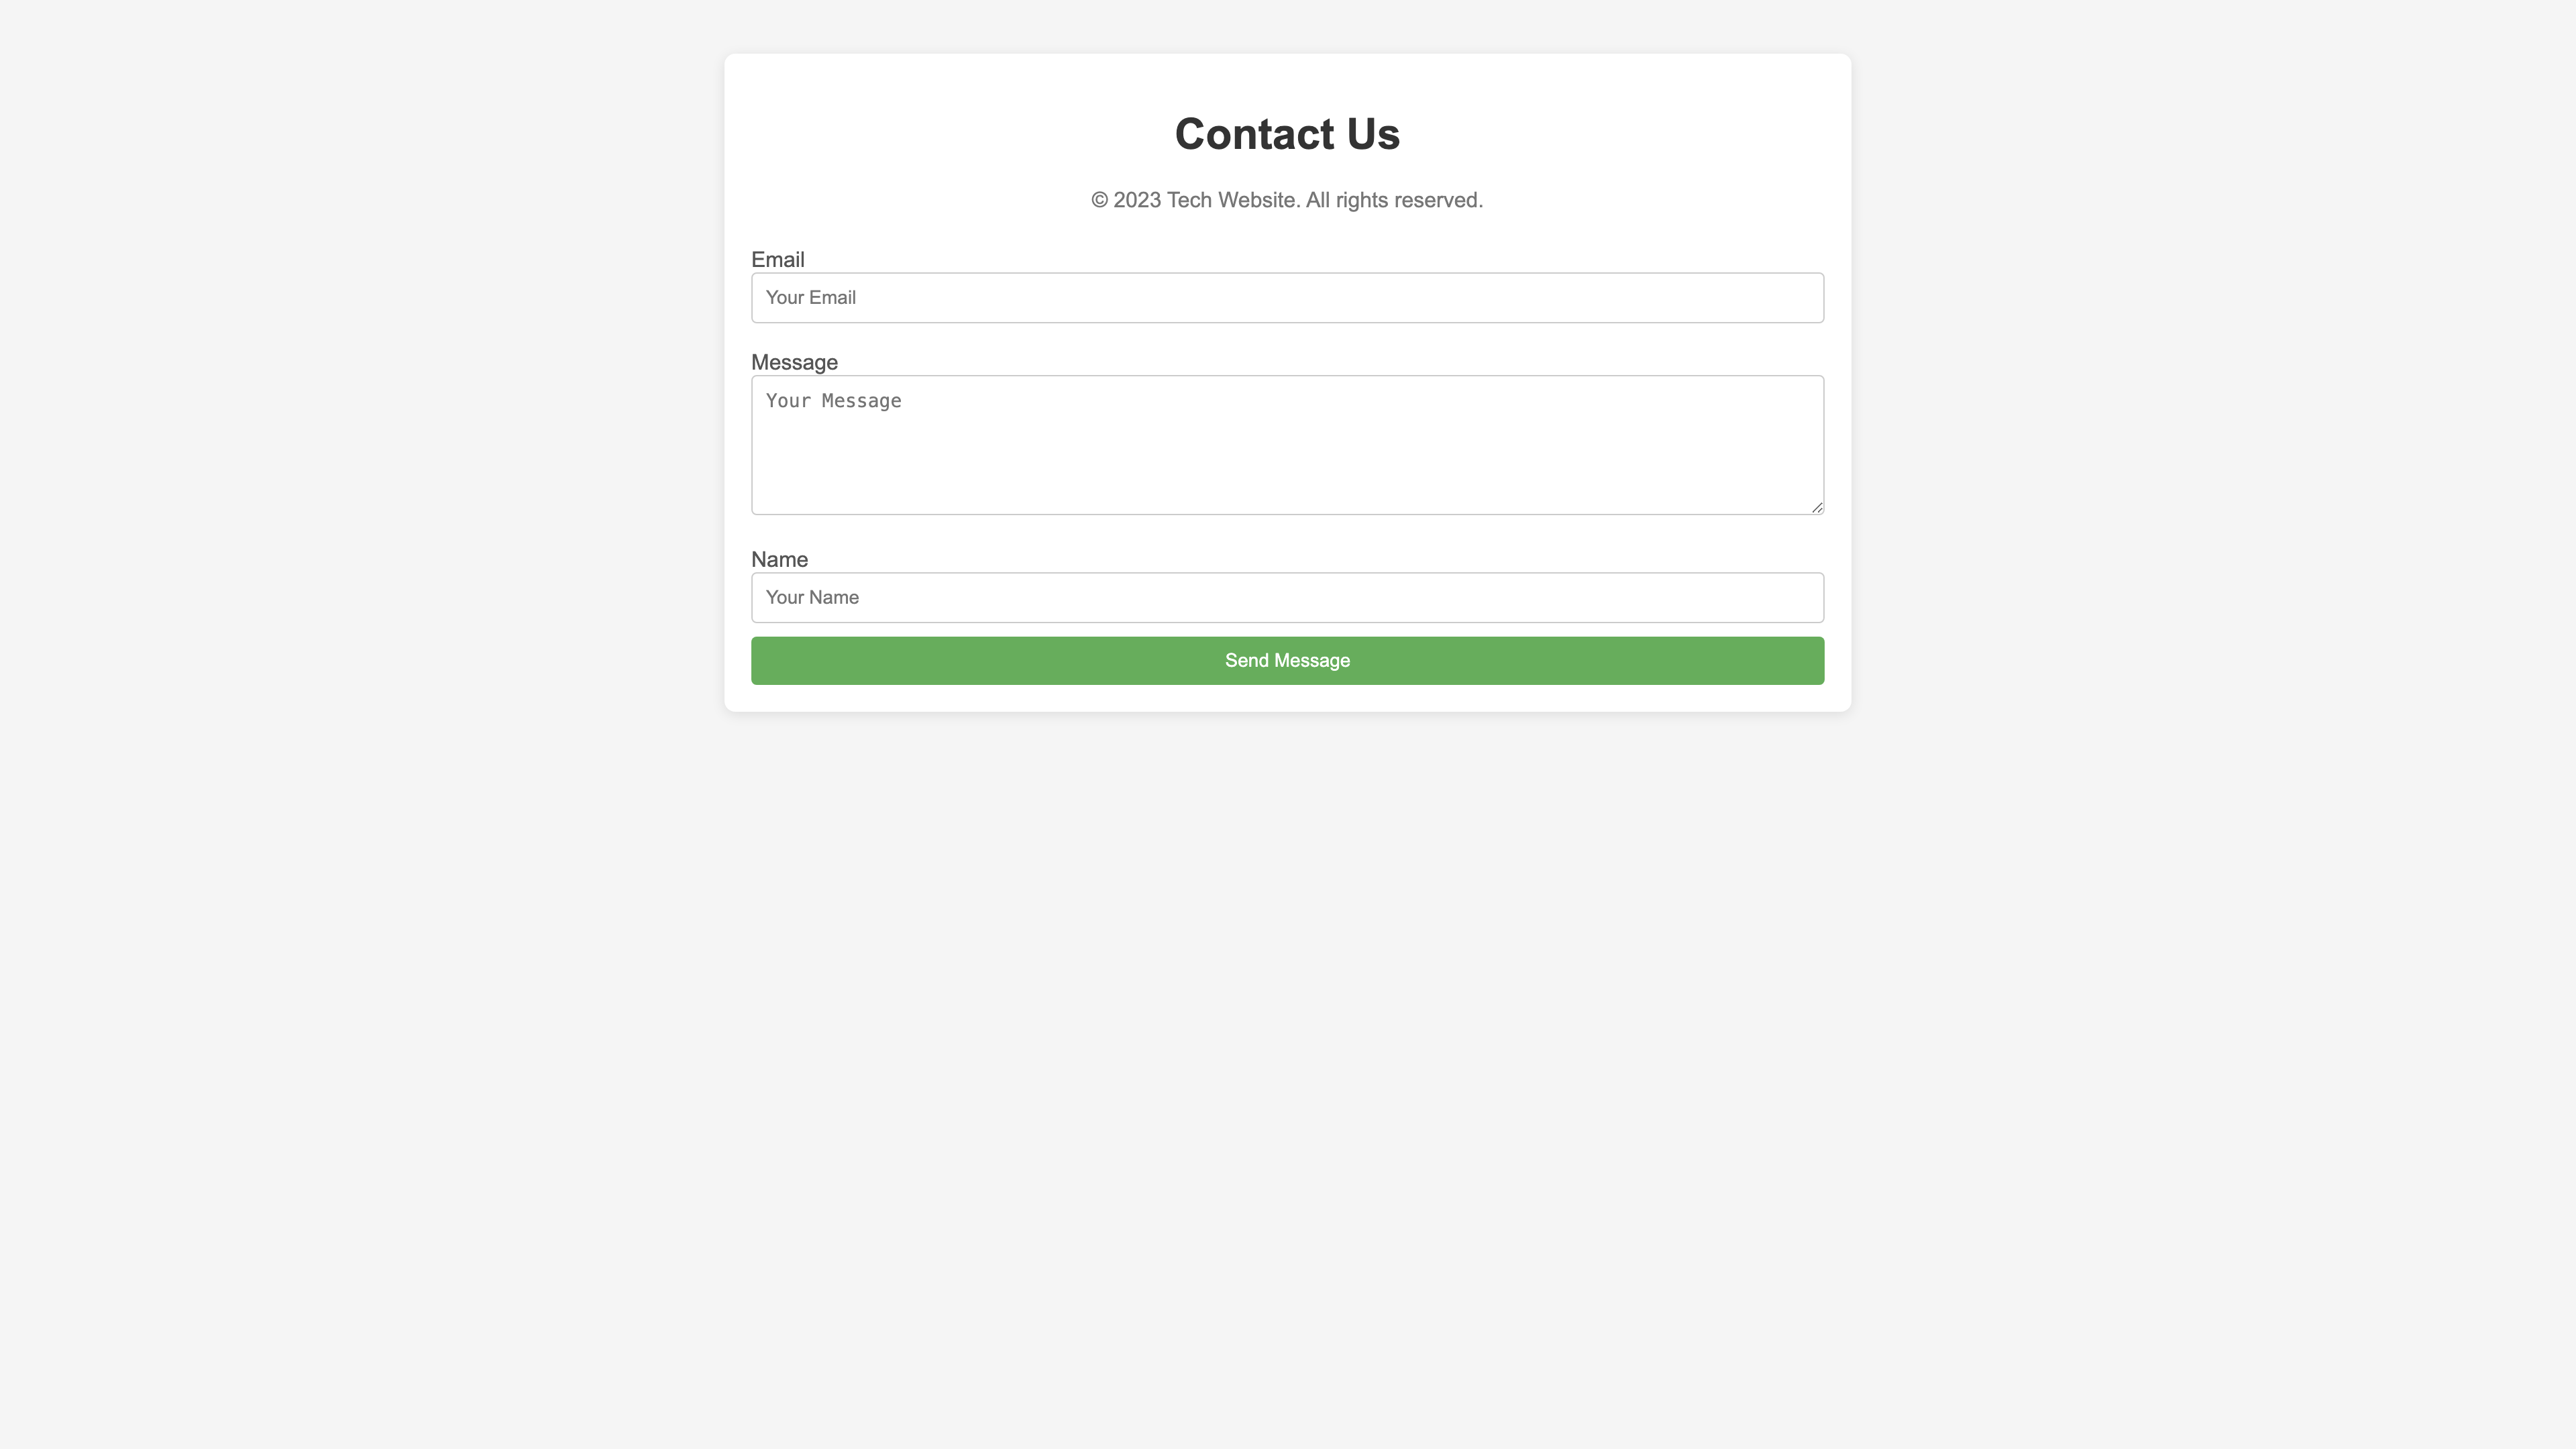 Contact Us
© 2023 Tech Website. All rights reserved.
Email
Your Email
Message
Your Message
Name
Your Name
Send Message